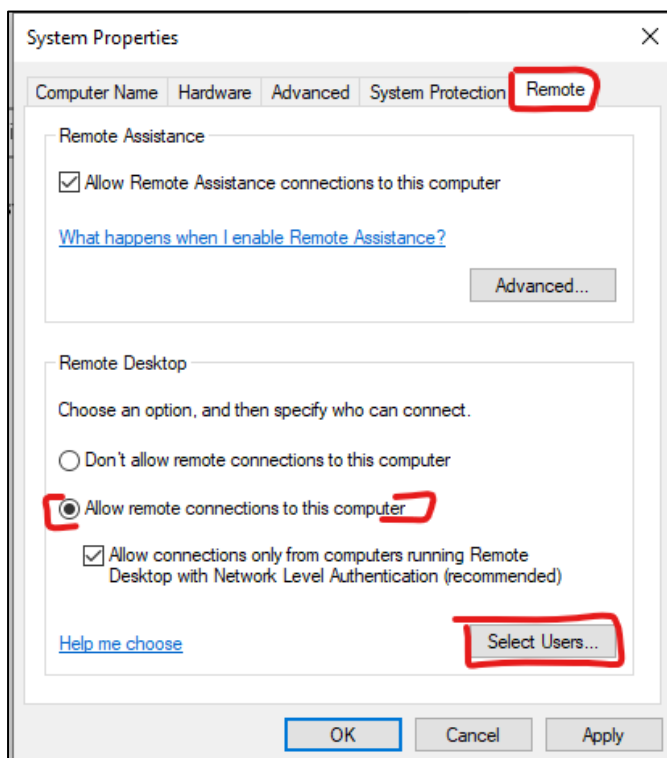 System Properties
Computer Name
Hardware
Advanced
System Protection
Remote
Remote Assistance
Allow Remote Assistance connections to this computer
What happens when I enable Remote Assistance?
Advanced...
Remote Desktop
Choose an option, and then specify who can connect.
Don't allow remote connections to this computer
Allow remote connections to this computer
Allow connections only from computers running Remote
Desktop with Network Level Authentication (recommended)
Help me choose
Select Users...
OK
Cancel
Apply